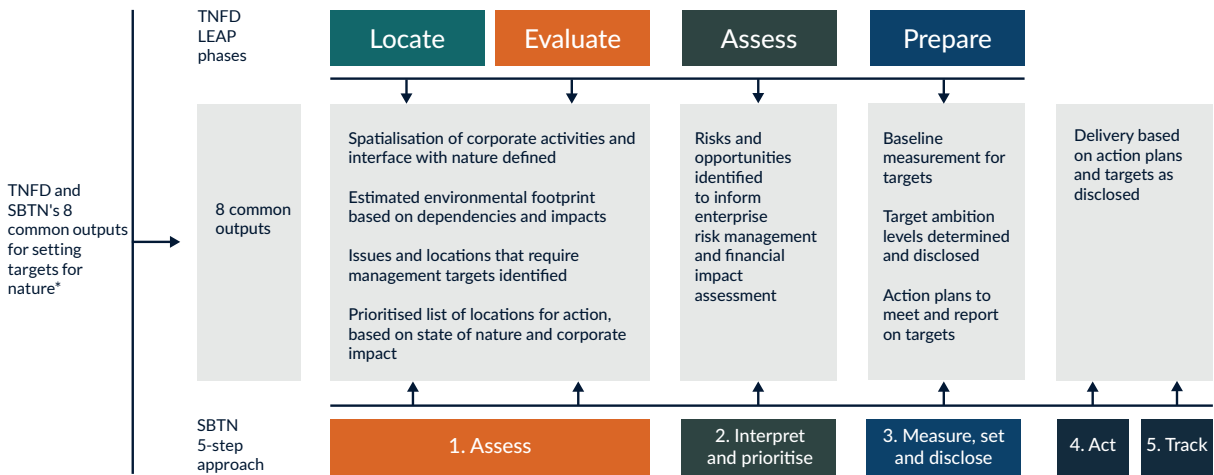 TNFD
LEAP
phases
Locate
Evaluate
Assess
Prepare
TNFD and
SBTN's 8
common outputs
for setting
targets for
nature*
8 common
outputs
Spatialisation of corporate activities and
interface with nature defined
Estimated environmental footprint
based on dependencies and impacts
Issues and locations that require
management targets identified
Prioritised list of locations for action,
based on state of nature and corporate
impact
Risks and
opportunities
identified
to inform
enterprise
risk management
and financial
impact
assessment
Baseline
measurement for
targets
Target ambition
levels determined
and disclosed
Action plans to
meet and report
on targets
Delivery based
on action plans
and targets as
disclosed
SBTN
5-step
approach
1. Assess
2. Interpret
and prioritise
3. Measure, set
and disclose
4. Act
5. Track